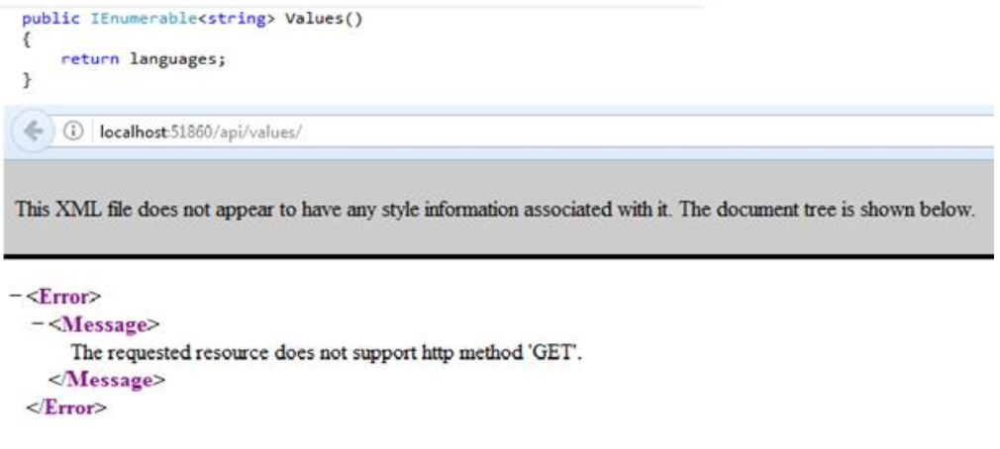 public IEnumerable<string> Values()
{
return languages;
}
localhost:51860/api/values/
This XML file does not appear to have any style information associated with it. The document tree is shown below.
−<Error>
−<Message>
The requested resource does not support http method 'GET'.
</Message>
</Error>